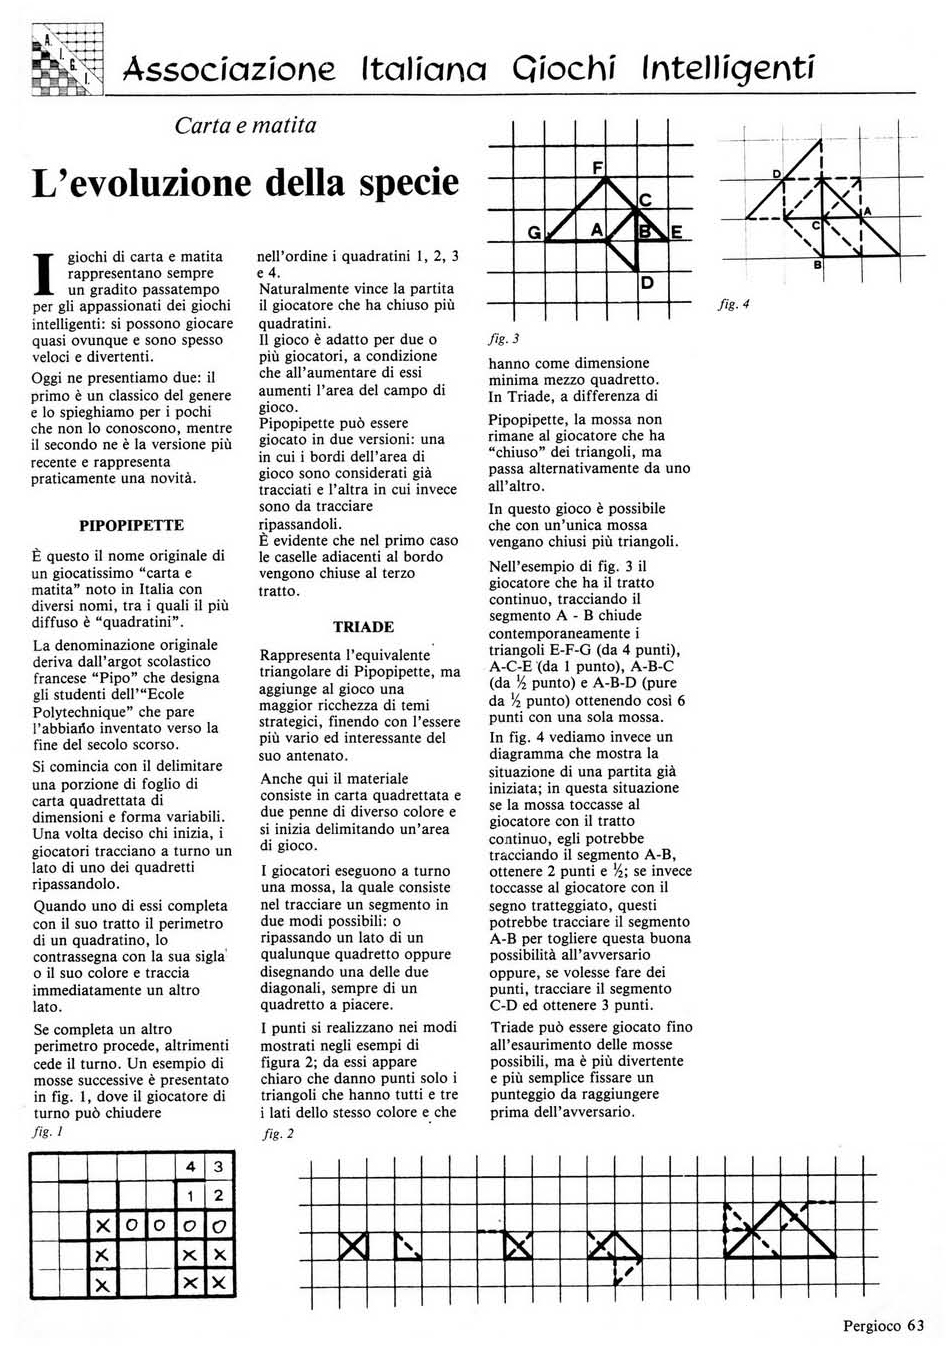 A.
I.
G.
I.
Associazione Italiana Giochi Intelligenti
Carta e matita
L'evoluzione della specie
I giochi di carta e matita
rappresentano sempre
un gradito passatempo
per gli appassionati dei giochi
intelligenti: si possono giocare
quasi ovunque e sono spesso
veloci e divertenti.
Oggi ne presentiamo due: il
primo è un classico del genere
e lo spieghiamo per i pochi
che non lo conoscono, mentre
il secondo ne è la versione più
recente e rappresenta
praticamente una novità.
PIPOPIPETTE
È questo il nome originale di
un giocatissimo “carta e
matita” noto in Italia con
diversi nomi, tra i quali il più
diffuso è “quadratini”.
La denominazione originale
deriva dall'argot scolastico
francese “Pipo” che designa
gli studenti dell'“Ecole
Polytechnique” che pare
l'abbiano inventato verso la
fine del secolo scorso.
Si comincia con il delimitare
una porzione di foglio di
carta quadrettata di
dimensioni e forma variabili.
Una volta deciso chi inizia, i
giocatori tracciano a turno un
lato di uno dei quadretti
ripassandolo.
Quando uno di essi completa
con il suo tratto il perimetro
di un quadratino, lo
contrassegna con la sua sigla
o il suo colore e traccia
immediatamente un altro
lato.
Se completa un altro
perimetro procede, altrimenti
cede il turno. Un esempio di
mosse successive è presentato
in fig. 1, dove il giocatore di
turno può chiudere
fig. 1
4 3
1 2
X O O O O
X X X
X X X
nell'ordine i quadratini 1, 2, 3
e 4.
Naturalmente vince la partita
il giocatore che ha chiuso più
quadratini.
Il gioco è adatto per due o
più giocatori, a condizione
che all'aumentare di essi
aumenti l'area del campo di
gioco.
Pipopipette può essere
giocato in due versioni: una
in cui i bordi dell'area di
gioco sono considerati già
tracciati e l'altra in cui invece
sono da tracciare
ripassandoli.
È evidente che nel primo caso
le caselle adiacenti al bordo
vengono chiuse al terzo
tratto.
TRIADE
Rappresenta l'equivalente
triangolare di Pipopipette, ma
aggiunge al gioco una
maggior ricchezza di temi
strategici, finendo con l'essere
più vario ed interessante del
suo antenato.
Anche qui il materiale
consiste in carta quadrettata e
due penne di diverso colore e
si inizia delimitando un'area
di gioco.
I giocatori eseguono a turno
una mossa, la quale consiste
nel tracciare un segmento in
due modi possibili: o
ripassando un lato di un
qualunque quadretto oppure
disegnando una delle due
diagonali, sempre di un
quadretto a piacere.
I punti si realizzano nei modi
mostrati negli esempi di
figura 2; da essi appare
chiaro che danno punti solo i
triangoli che hanno tutti e tre
i lati dello stesso colore e che
fig. 2
F
C
G A B E
D
fig. 3
D
A
C
B
fig. 4
hanno come dimensione
minima mezzo quadretto.
In Triade, a differenza di
Pipopipette, la mossa non
rimane al giocatore che ha
“chiuso” dei triangoli, ma
passa alternativamente da uno
all'altro.
In questo gioco è possibile
che con un'unica mossa
vengano chiusi più triangoli.
Nell'esempio di fig. 3 il
giocatore che ha il tratto
continuo, tracciando il
segmento A - B chiude
contemporaneamente i
triangoli E-F-G (da 4 punti),
A-C-E (da 1 punto), A-B-C
(da ½ punto) e A-B-D (pure
da ½ punto) ottenendo così 6
punti con una sola mossa.
In fig. 4 vediamo invece un
diagramma che mostra la
situazione di una partita già
iniziata; in questa situazione
se la mossa toccasse al
giocatore con il tratto
continuo, egli potrebbe
tracciando il segmento A-B,
ottenere 2 punti e ½; se invece
toccasse al giocatore con il
segno tratteggiato, questi
potrebbe tracciare il segmento
A-B per togliere questa buona
possibilità all'avversario
oppure, se volesse fare dei
punti, tracciare il segmento
C-D ed ottenere 3 punti.
Triade può essere giocato fino
all'esaurimento delle mosse
possibili, ma è più divertente
e più semplice fissare un
punteggio da raggiungere
prima dell'avversario.
Pergioco 63